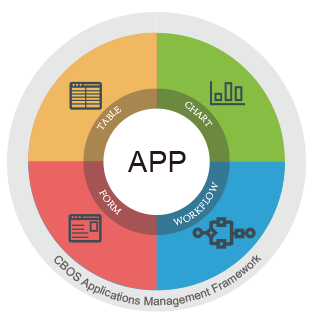 TABLE
CHART
APP
FORM
WORKFLOW
CBOS Applications Management Framework